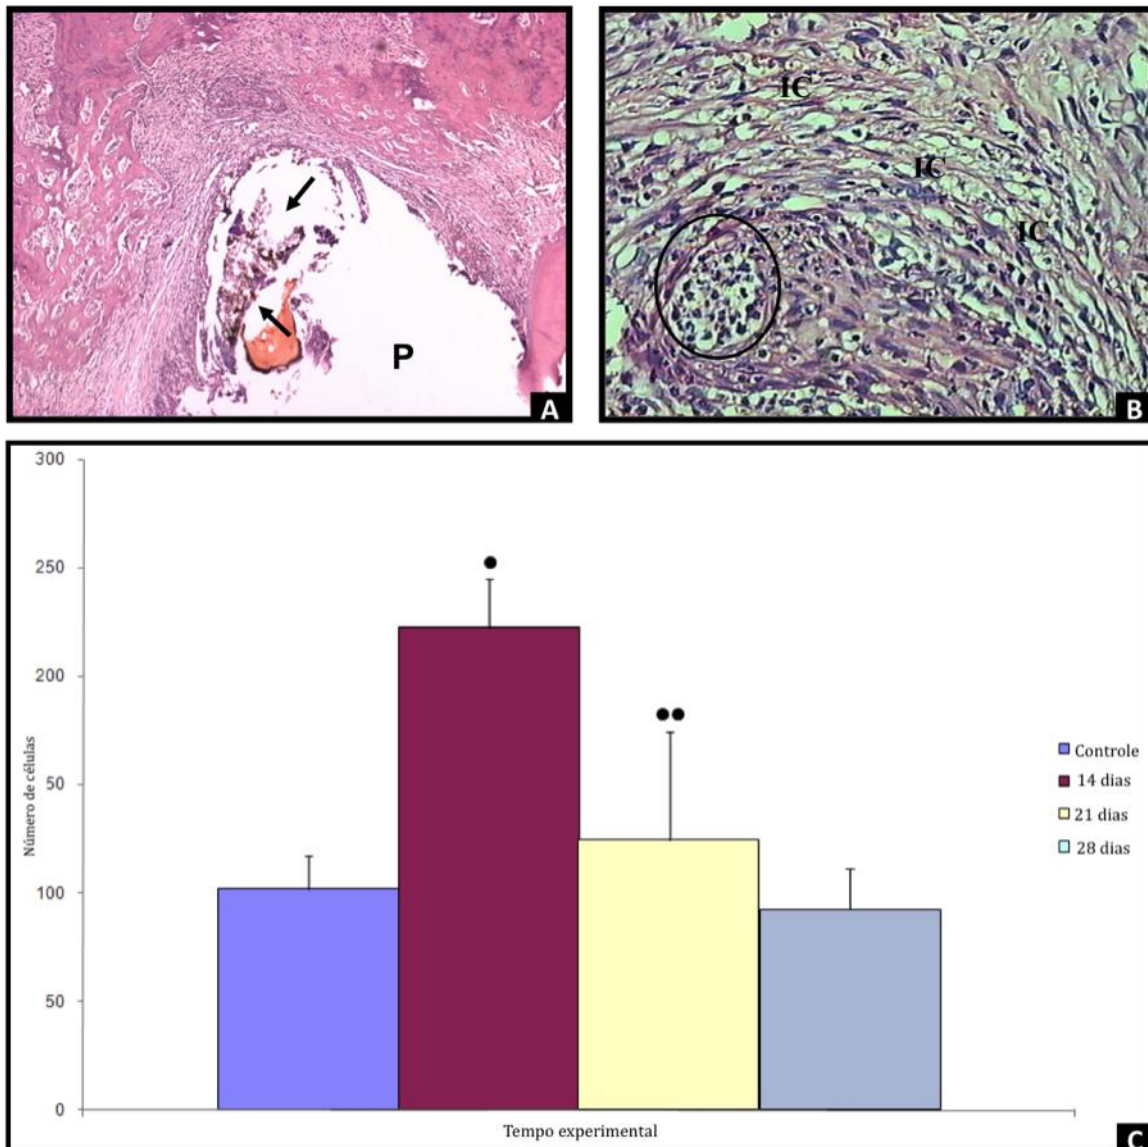 P
A
IC
IC
IC
B
300
250
200
50
100
50
0
Número de células
Tempo experimental
Controle
14 dias
21 dias
28 dias
C